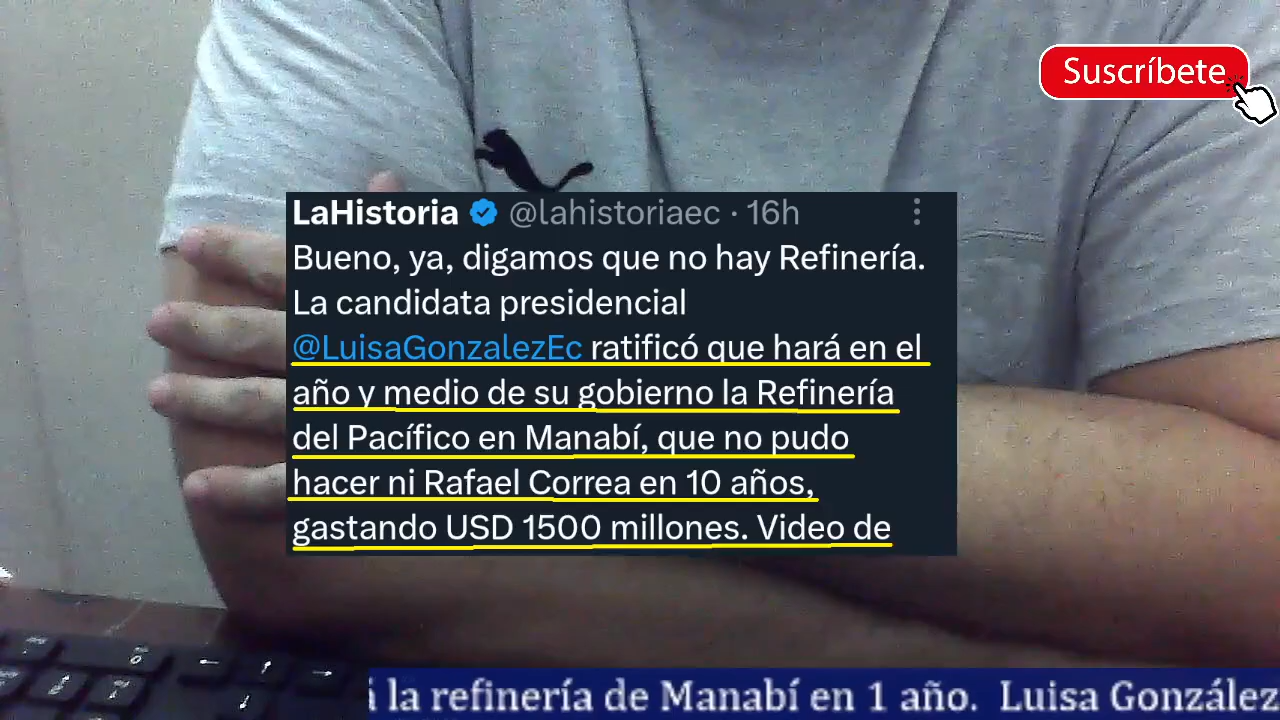 Suscríbete
LaHistoria @lahistoriaec · 16h
Bueno, ya, digamos que no hay Refinería.
La candidata presidencial
@LuisaGonzalezEc ratificó que hará en el
año y medio de su gobierno la Refinería
del Pacífico en Manabí, que no pudo
hacer ni Rafael Correa en 10 años,
gastando USD 1500 millones. Video de
la refinería de Manabí en 1 año. Luisa González